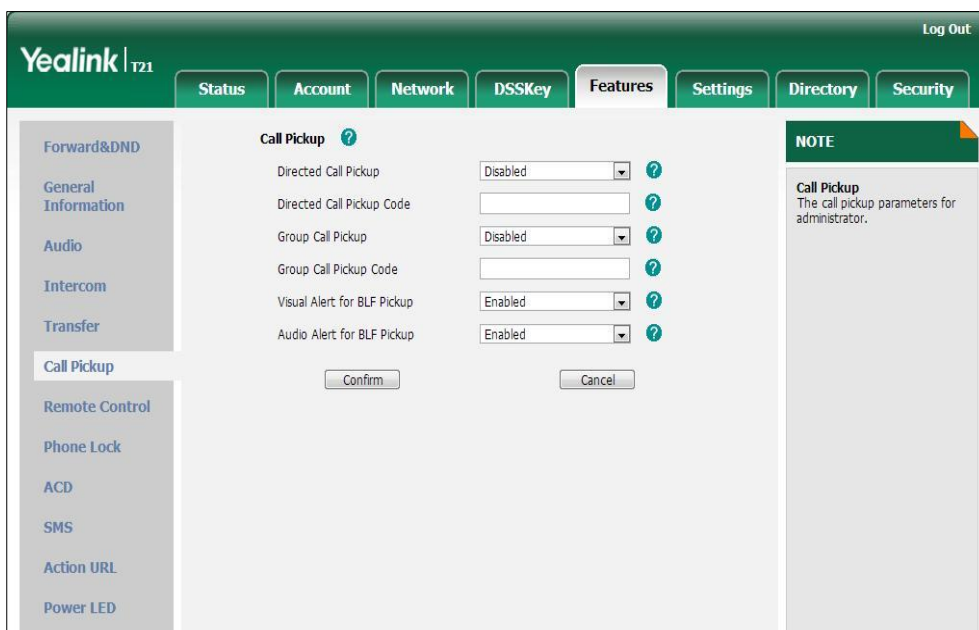 Log Out
Yealink T21
Status Account Network DSSKey Features Settings Directory Security
Forward&DND
General
Information
Audio
Intercom
Transfer
Call Pickup
Remote Control
Phone Lock
ACD
SMS
Action URL
Power LED
Call Pickup ?
Directed Call Pickup Disabled ?
Directed Call Pickup Code ?
Group Call Pickup Disabled ?
Group Call Pickup Code ?
Visual Alert for BLF Pickup Enabled ?
Audio Alert for BLF Pickup Enabled ?
Confirm Cancel
NOTE
Call Pickup
The call pickup parameters for
administrator.